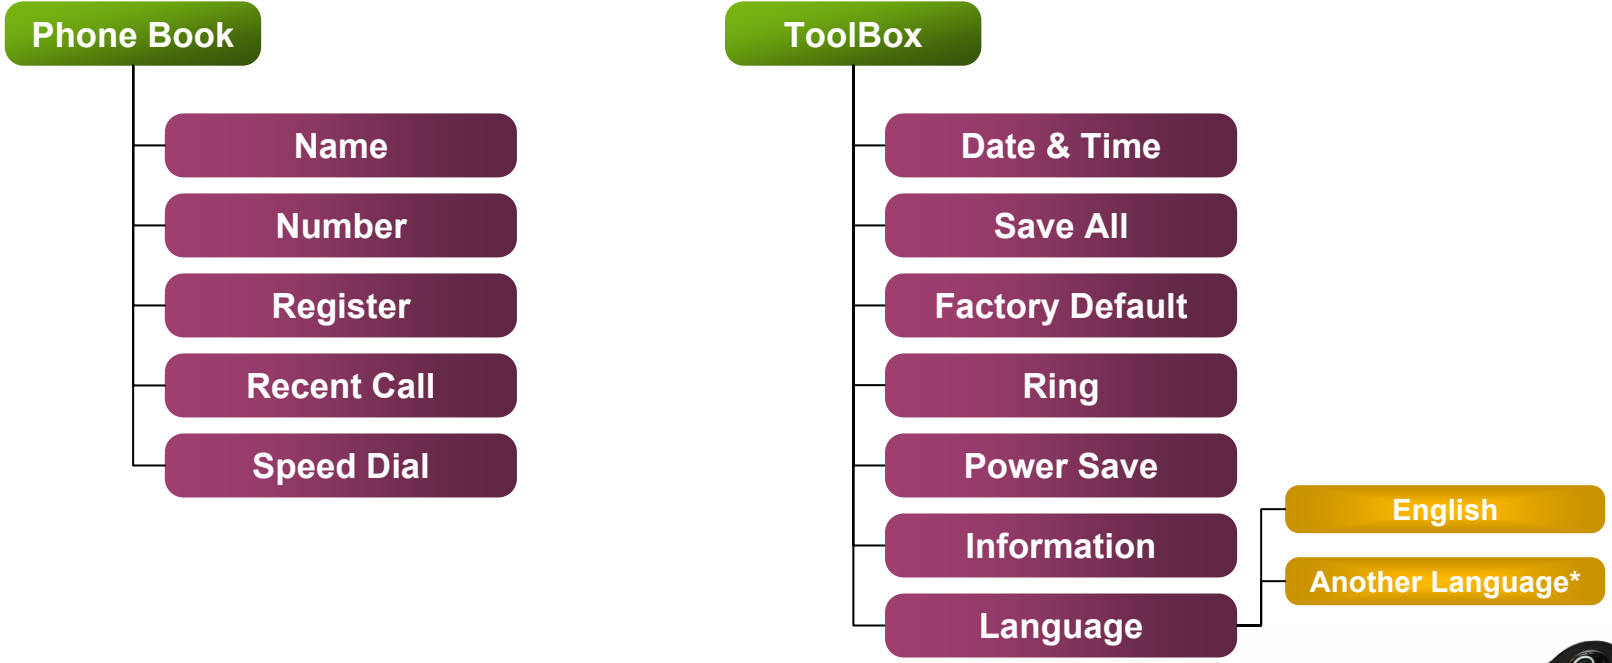 Phone Book
Name
Number
Register
Recent Call
Speed Dial
ToolBox
Date & Time
Save All
Factory Default
Ring
Power Save
Information
Language
English
Another Language*